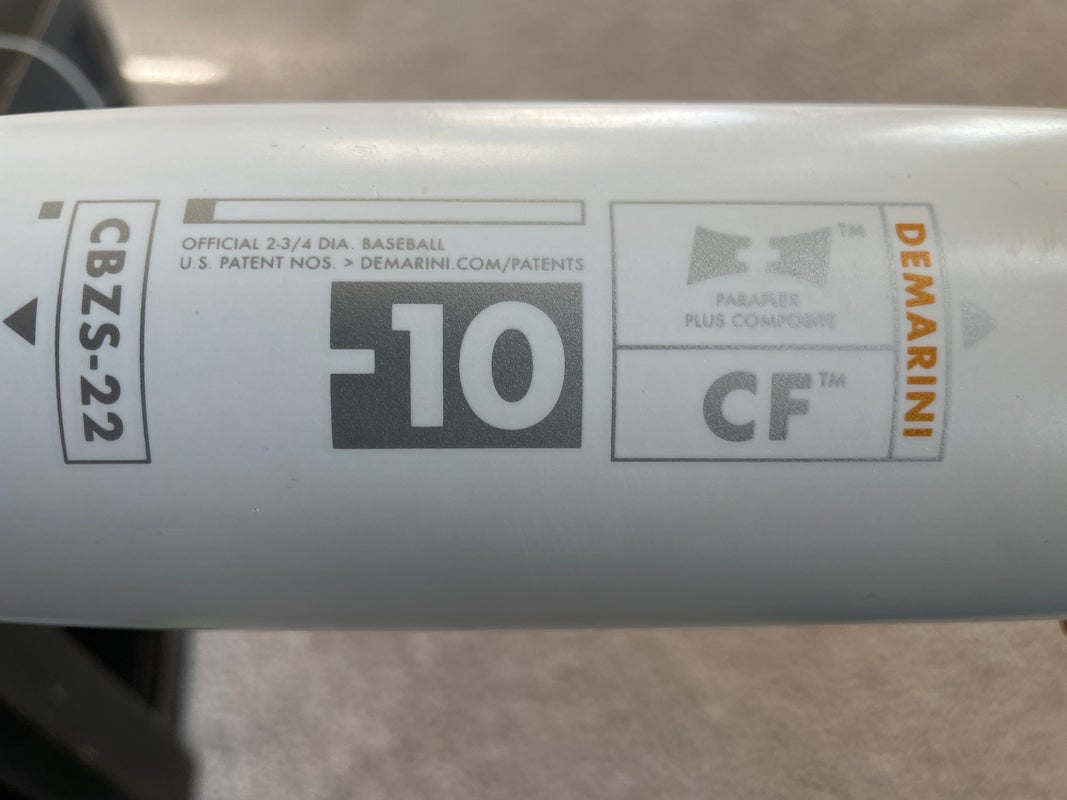 CBZS-22
OFFICIAL 2-3/4 DIA. BASEBALL
U.S. PATENT NOS. > DEMARINI.COM/PATENTS
-10
TM
PARAFLEX
PLUS COMPOSITE
CF™
DEMARINI